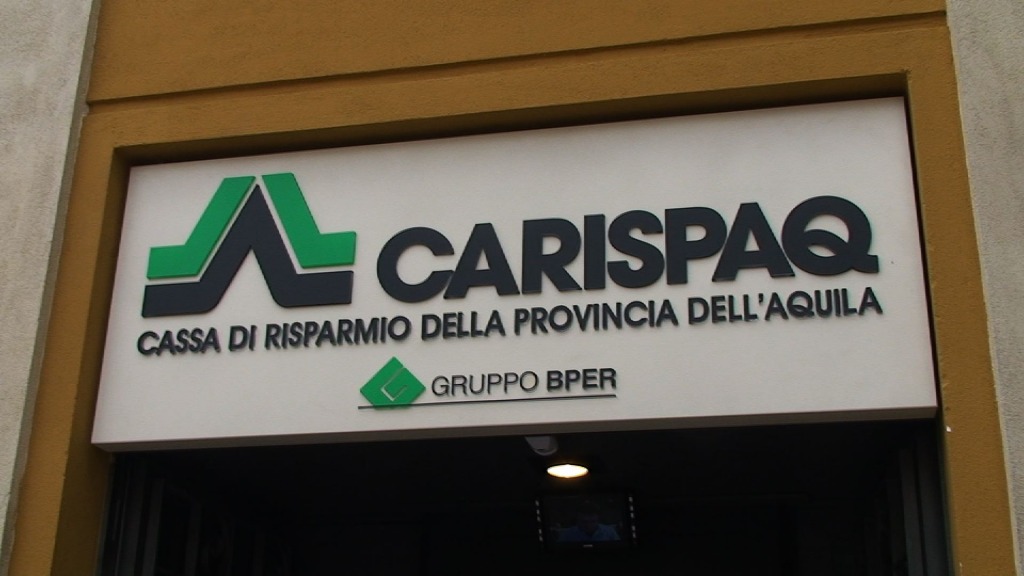 CARISPAQ
CASSA DI RISPARMIO DELLA PROVINCIA DELL'AQUILA
GRUPPO BPER